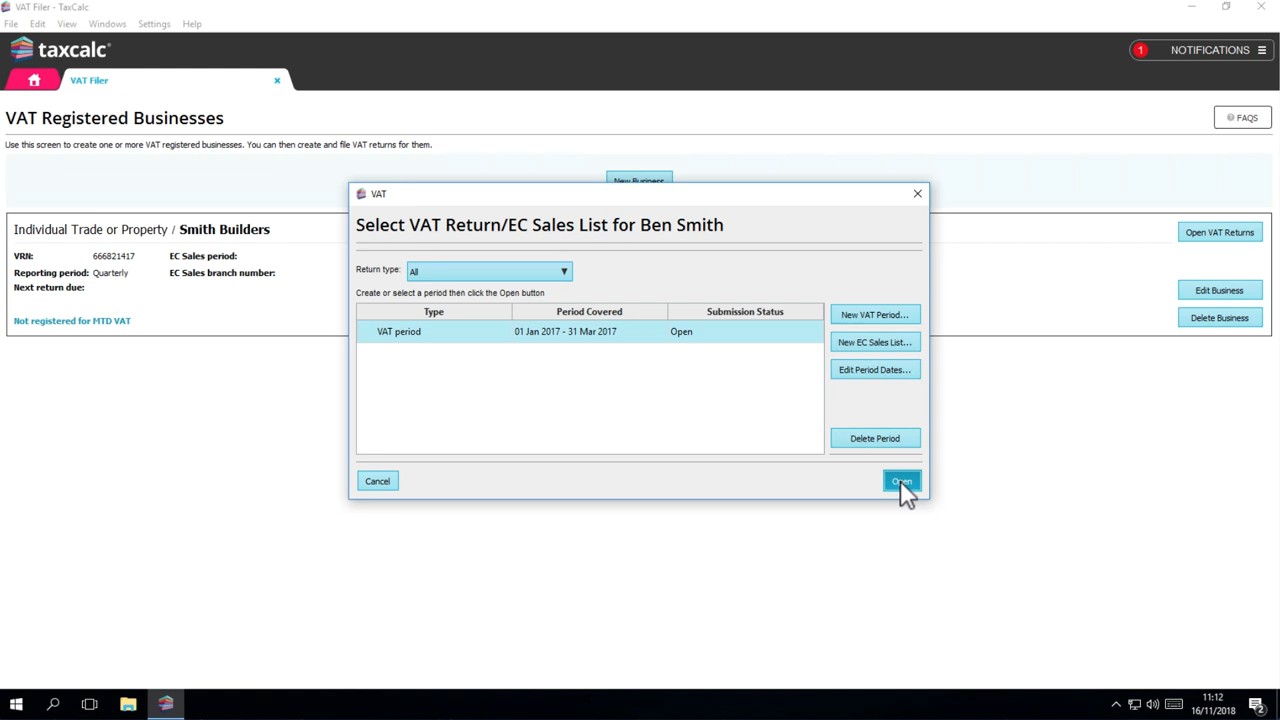 VAT Filer - TaxCalc
File Edit View Windows Settings Help
taxcalc
1 NOTIFICATIONS
VAT Filer
VAT Registered Businesses
FAQS
Use this screen to create one or more VAT registered businesses. You can then create and file VAT returns for them.
New Business
VAT
Select VAT Return/EC Sales List for Ben Smith
Individual Trade or Property / Smith Builders
Open VAT Returns
VRN: 666821417 EC Sales period:
Reporting period: Quarterly EC Sales branch number:
Next return due:
Not registered for MTD VAT
Edit Business
Delete Business
Return type: All
Create or select a period then click the Open button
Type Period Covered Submission Status
VAT period 01 Jan 2017 - 31 Mar 2017 Open
New VAT Period...
New EC Sales List...
Edit Period Dates...
Delete Period
Cancel
Open
11:12
16/11/2018
2